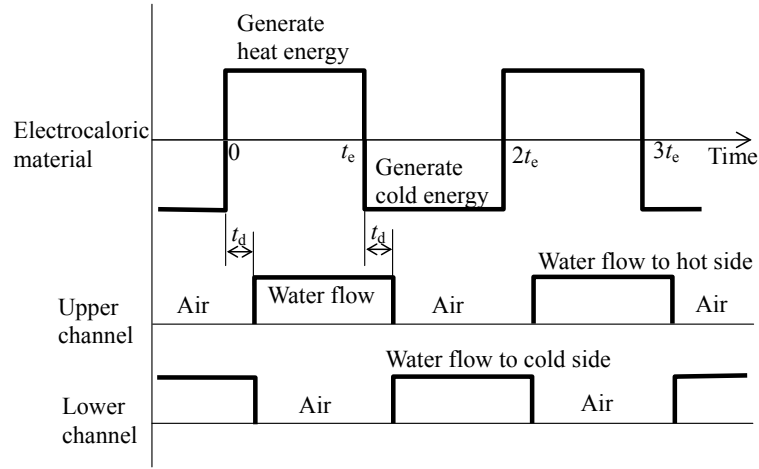 Generate
heat energy
Electrocaloric
material
0
te
Generate
cold energy
2te
3te
Time
td
td
Water flow to hot side
Upper
channel
Air
Water flow
Air
Air
Water flow to cold side
Lower
channel
Air
Air